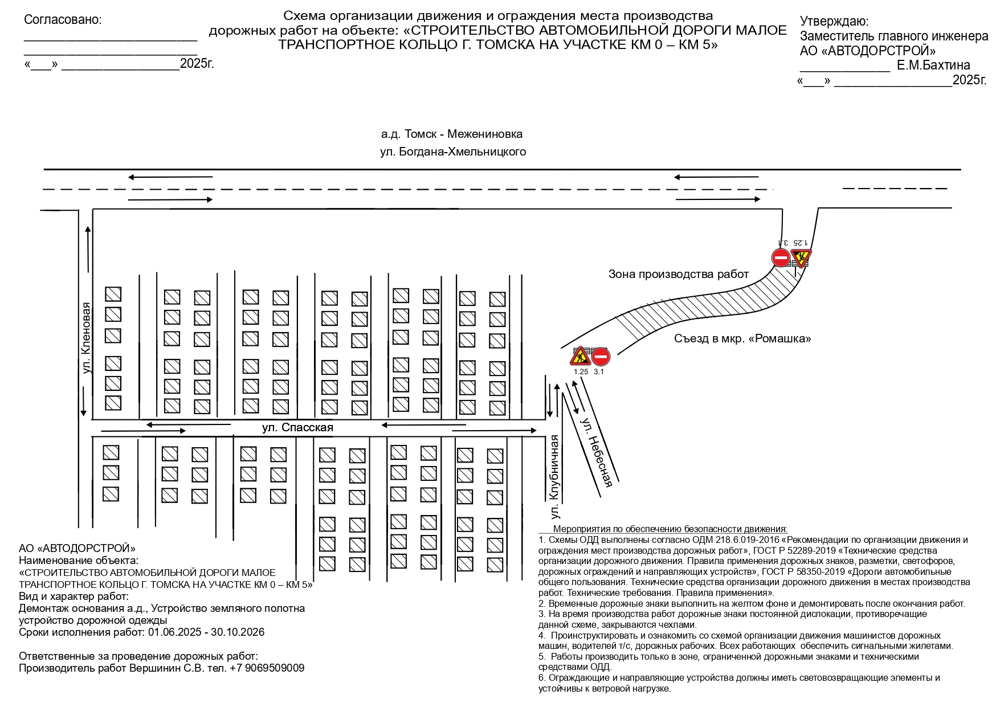 Согласовано:
«___» _________________2025г.
Схема организации движения и ограждения места производства
дорожных работ на объекте: «СТРОИТЕЛЬСТВО АВТОМОБИЛЬНОЙ ДОРОГИ МАЛОЕ
ТРАНСПОРТНОЕ КОЛЬЦО Г. ТОМСКА НА УЧАСТКЕ КМ 0 – КМ 5»
Утверждаю:
Заместитель главного инженера
АО «АВТОДОРСТРОЙ»
_____________ Е.М.Бахтина
«___» _________________2025г.
а.д. Томск - Межениновка
ул. Богдана-Хмельницкого
3.1 1.25
Зона производства работ
Съезд в мкр. «Ромашка»
1.25 3.1
ул. Кленовая
ул. Спасская
ул. Клубничная
ул. Небесная
АО «АВТОДОРСТРОЙ»
Наименование объекта:
«СТРОИТЕЛЬСТВО АВТОМОБИЛЬНОЙ ДОРОГИ МАЛОЕ
ТРАНСПОРТНОЕ КОЛЬЦО Г. ТОМСКА НА УЧАСТКЕ КМ 0 – КМ 5»
Вид и характер работ:
Демонтаж основания а.д., Устройство земляного полотна
устройство дорожной одежды
Сроки исполнения работ: 01.06.2025 - 30.10.2026
Ответственные за проведение дорожных работ:
Производитель работ Вершинин С.В. тел. +7 9069509009
Мероприятия по обеспечению безопасности движения:
1. Схемы ОДД выполнены согласно ОДМ 218.6.019-2016 «Рекомендации по организации движения и
ограждения мест производства дорожных работ», ГОСТ Р 52289-2019 «Технические средства
организации дорожного движения. Правила применения дорожных знаков, разметки, светофоров,
дорожных ограждений и направляющих устройств», ГОСТ Р 58350-2019 «Дороги автомобильные
общего пользования. Технические средства организации дорожного движения в местах производства
работ. Технические требования. Правила применения».
2. Временные дорожные знаки выполнить на желтом фоне и демонтировать после окончания работ.
3. На время производства работ дорожные знаки постоянной дислокации, противоречащие
данной схеме, закрываются чехлами.
4. Проинструктировать и ознакомить со схемой организации движения машинистов дорожных
машин, водителей т/с, дорожных рабочих. Всех работающих обеспечить сигнальными жилетами.
5. Работы производить только в зоне, ограниченной дорожными знаками и техническими
средствами ОДД.
6. Ограждающие и направляющие устройства должны иметь световозвращающие элементы и
устойчивы к ветровой нагрузке.